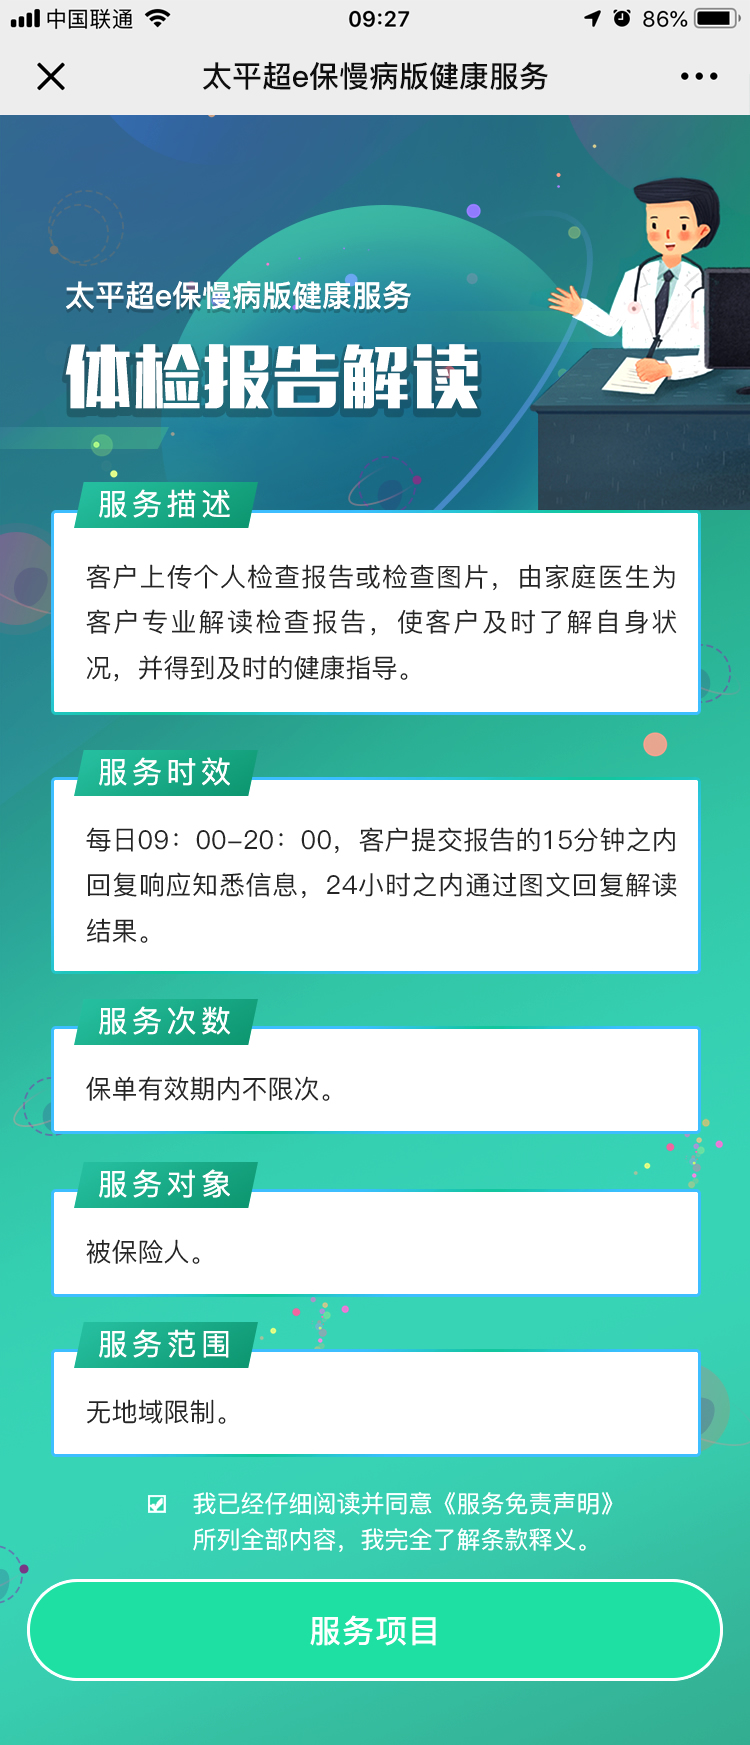 中国联通
09:27
86%
太平超e保慢病版健康服务
太平超e保慢病版健康服务
体检报告解读
服务描述
客户上传个人检查报告或检查图片，由家庭医生为
客户专业解读检查报告，使客户及时了解自身状
况，并得到及时的健康指导。
服务时效
每日09：00-20：00，客户提交报告的15分钟之内
回复响应知悉信息，24小时之内通过图文回复解读
结果。
服务次数
保单有效期内不限次。
服务对象
被保险人。
服务范围
无地域限制。
我已经仔细阅读并同意《服务免责声明》
所列全部内容，我完全了解条款释义。
服务项目